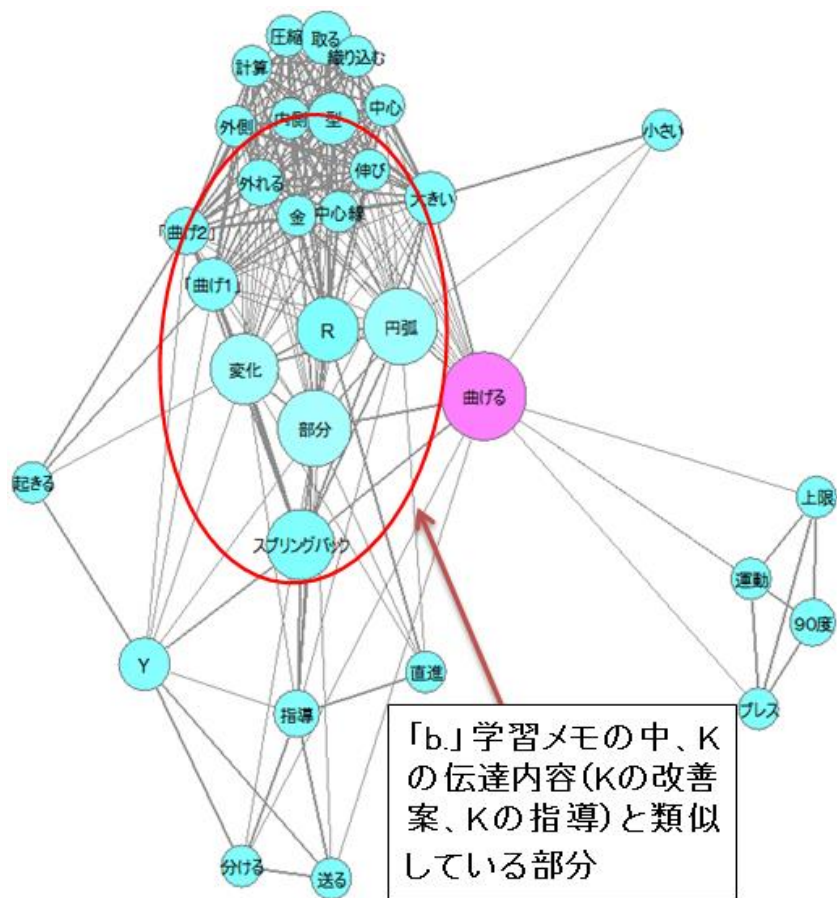 圧縮
取る
織り込む
計算
中心
外側
内側
型
小さい
外れる
伸び
大きい
金
中心線
「曲げ2」
「曲げ1」
R
円弧
変化
曲げる
部分
起きる
上限
スプリングバック
運動
90度
Y
直進
指導
プレス
「b.」学習メモの中、K
の伝達内容(Kの改善
案、Kの指導)と類似
している部分
分ける
送る